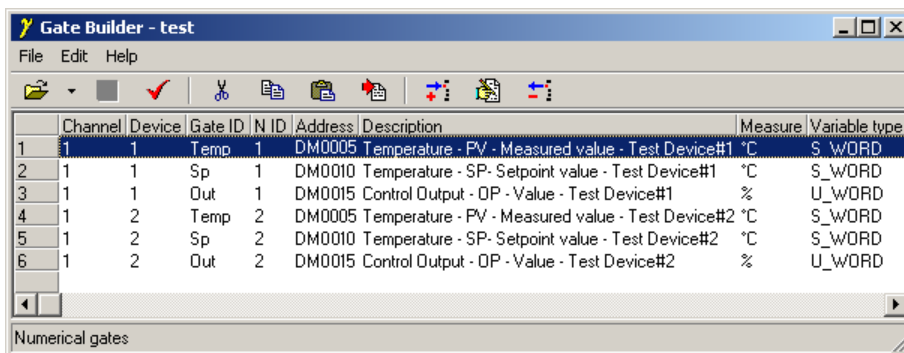 Gate Builder - test
File Edit Help
Channel Device Gate ID N ID Address Description Measure Variable type
1 1 1 Temp 1 DM0005 Temperature - PV - Measured value - Test Device#1 °C S_WORD
2 1 1 Sp 1 DM0010 Temperature - SP- Setpoint value - Test Device#1 °C S_WORD
3 1 1 Out 1 DM0015 Control Output - OP - Value - Test Device#1 % U_WORD
4 1 2 Temp 2 DM0005 Temperature - PV - Measured value - Test Device#2 °C S_WORD
5 1 2 Sp 2 DM0010 Temperature - SP- Setpoint value - Test Device#2 °C S_WORD
6 1 2 Out 2 DM0015 Control Output - OP - Value - Test Device#2 % U_WORD
Numerical gates